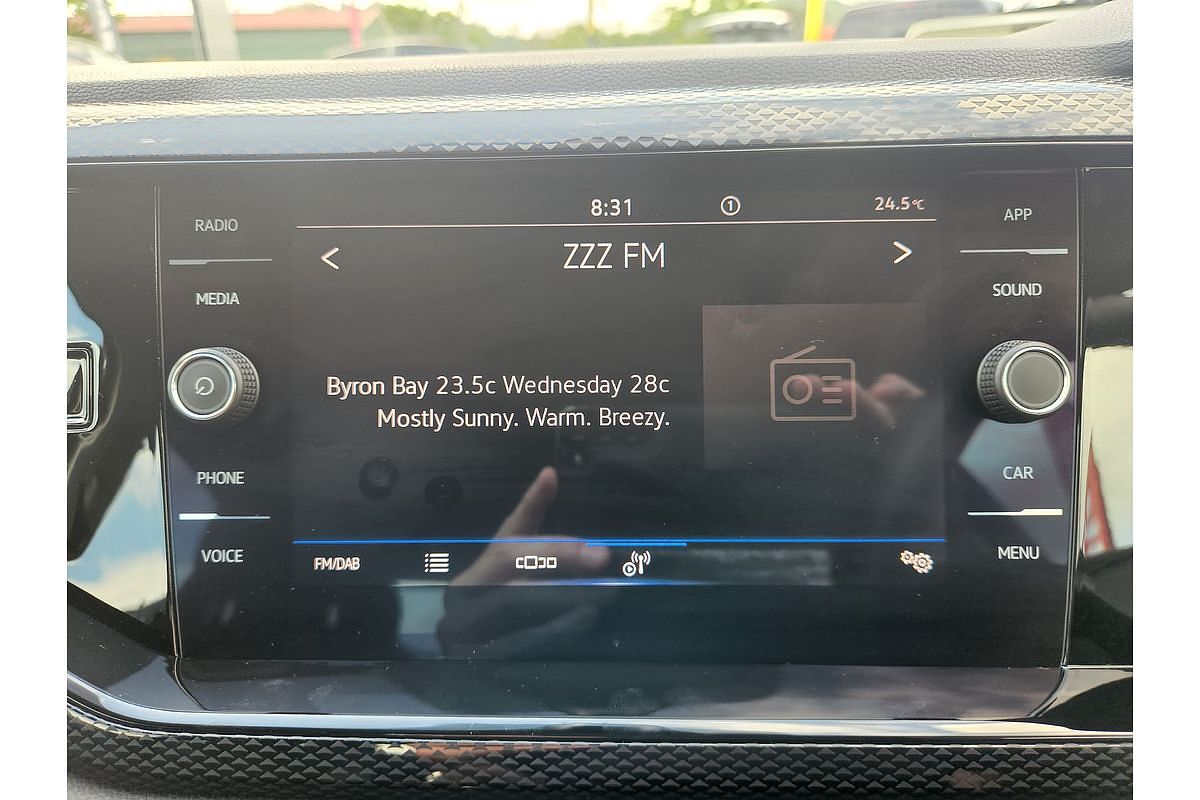 8:31
1
24.5°C
RADIO
MEDIA
PHONE
VOICE
ZZZ FM
Byron Bay 23.5c Wednesday 28c
Mostly Sunny. Warm. Breezy.
FM/DAB
APP
SOUND
CAR
MENU